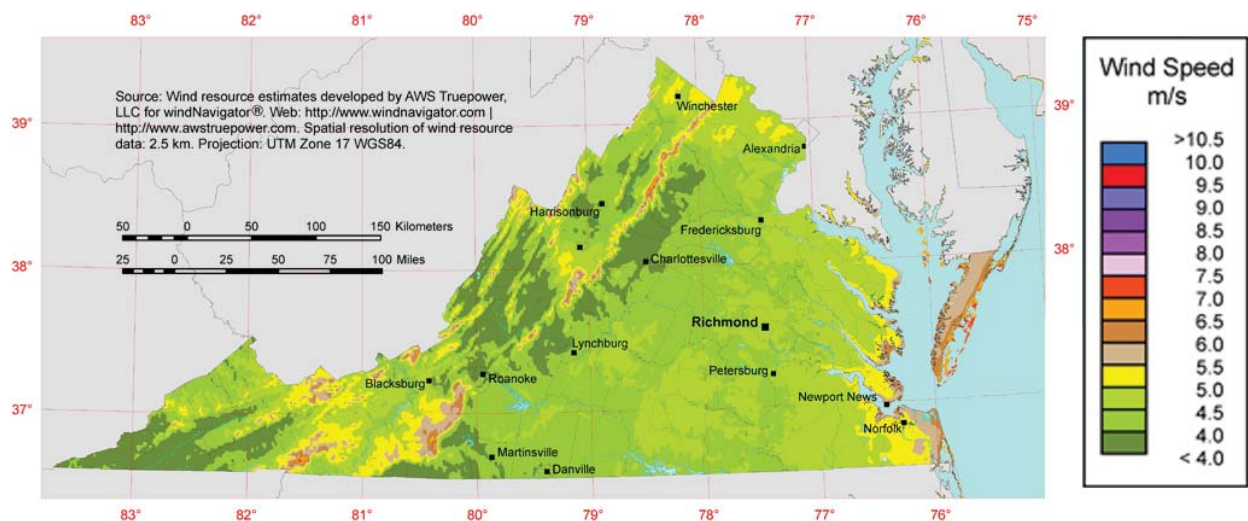 83° 82° 81° 80° 79° 78° 77° 76° 75°
Source: Wind resource estimates developed by AWS Truepower,
LLC for windNavigator®. Web: http://www.windnavigator.com |
http://www.awstruepower.com. Spatial resolution of wind resource
data: 2.5 km. Projection: UTM Zone 17 WGS84.
39°
39°
Winchester
Alexandria
Harrisonburg
50 0 50 100 150 Kilometers
25 0 25 50 75 100 Miles
Fredericksburg
38°
38°
Charlottesville
Richmond
Lynchburg
Blacksburg
Roanoke
Petersburg
Newport News
37°
37°
Norfolk
Martinsville
Danville
83° 82° 81° 80° 79° 78° 77° 76°
Wind Speed
m/s
>10.5
10.0
9.5
9.0
8.5
8.0
7.5
7.0
6.5
6.0
5.5
5.0
4.5
4.0
< 4.0